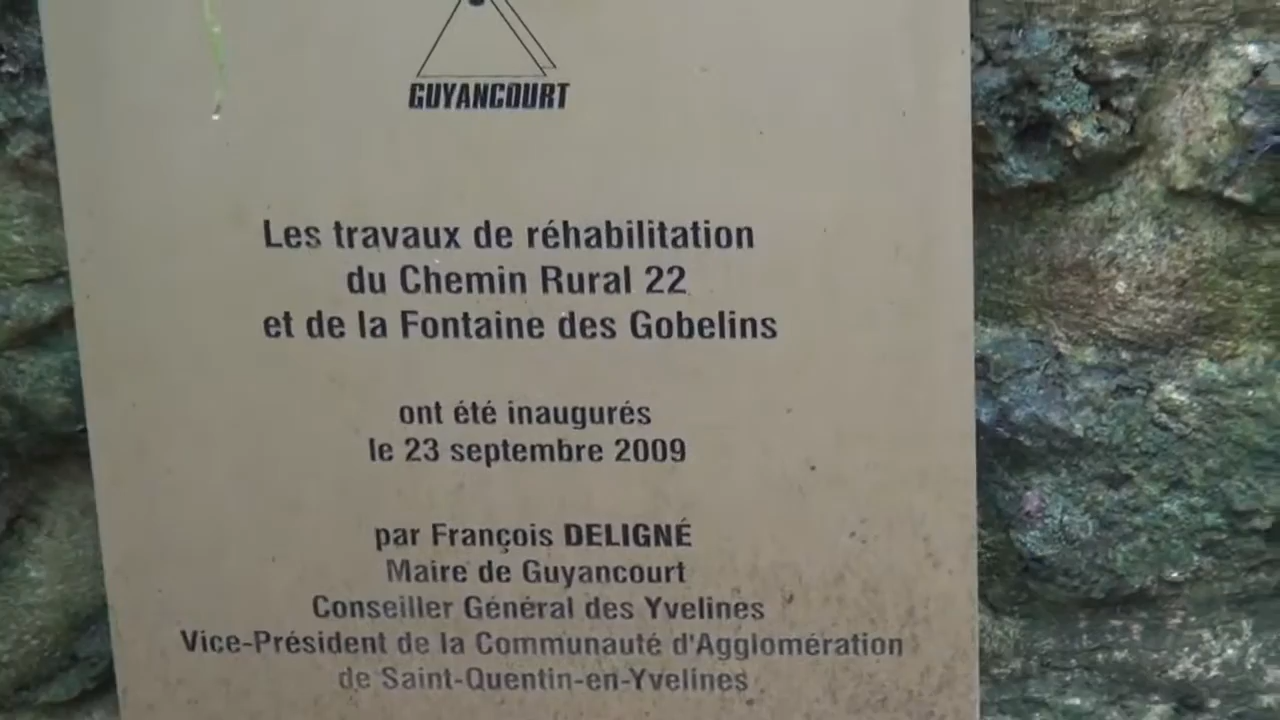 GUYANCOURT
Les travaux de réhabilitation
du Chemin Rural 22
et de la Fontaine des Gobelins
ont été inaugurés
le 23 septembre 2009
par François DELIGNÉ
Maire de Guyancourt
Conseiller Général des Yvelines
Vice-Président de la Communauté d'Agglomération
de Saint-Quentin-en-Yvelines